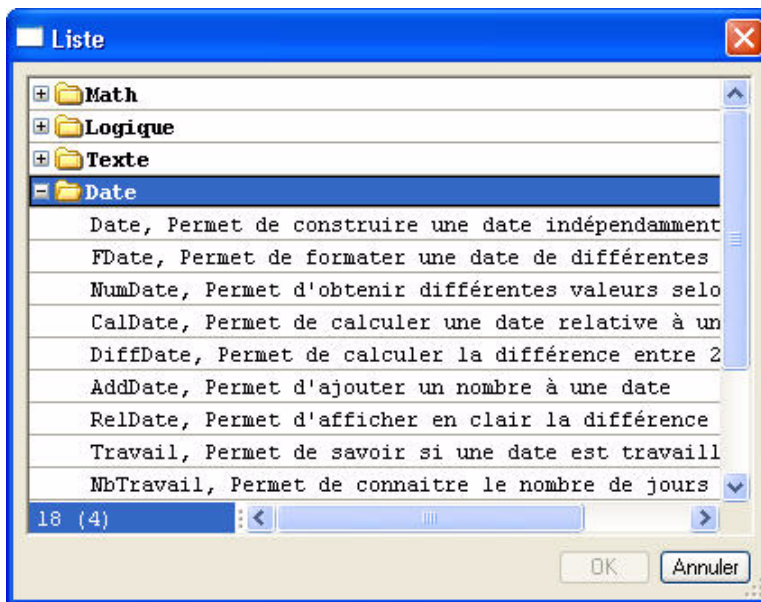 Liste
Math
Logique
Texte
Date
Date, Permet de construire une date indépendamment
FDate, Permet de formater une date de différentes
NumDate, Permet d'obtenir différentes valeurs selo
CalDate, Permet de calculer une date relative à un
DiffDate, Permet de calculer la différence entre 2
AddDate, Permet d'ajouter un nombre à une date
RelDate, Permet d'afficher en clair la différence
Travail, Permet de savoir si une date est travaill
NbTravail, Permet de connaitre le nombre de jours
18 (4)
OK Annuler